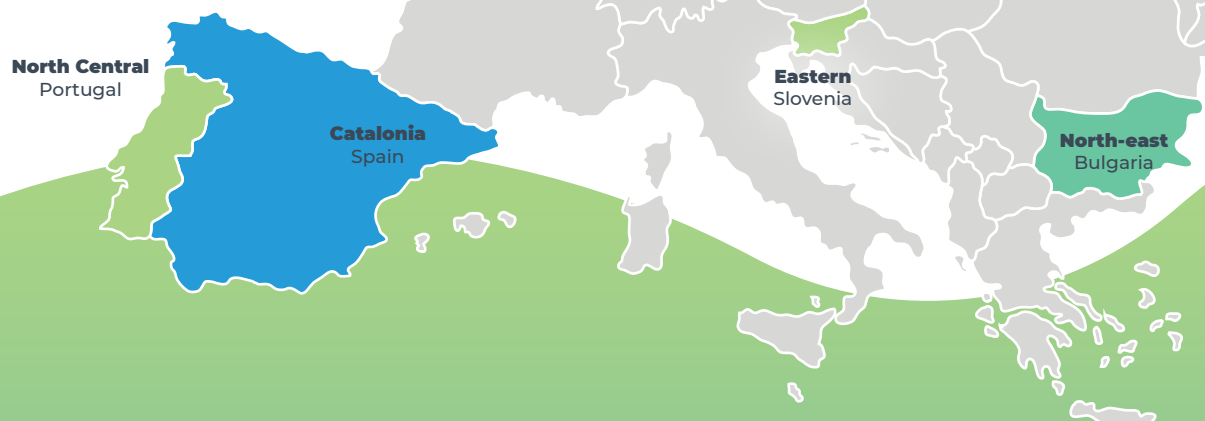 North Central
Portugal
Catalonia
Spain
Eastern
Slovenia
North-east
Bulgaria